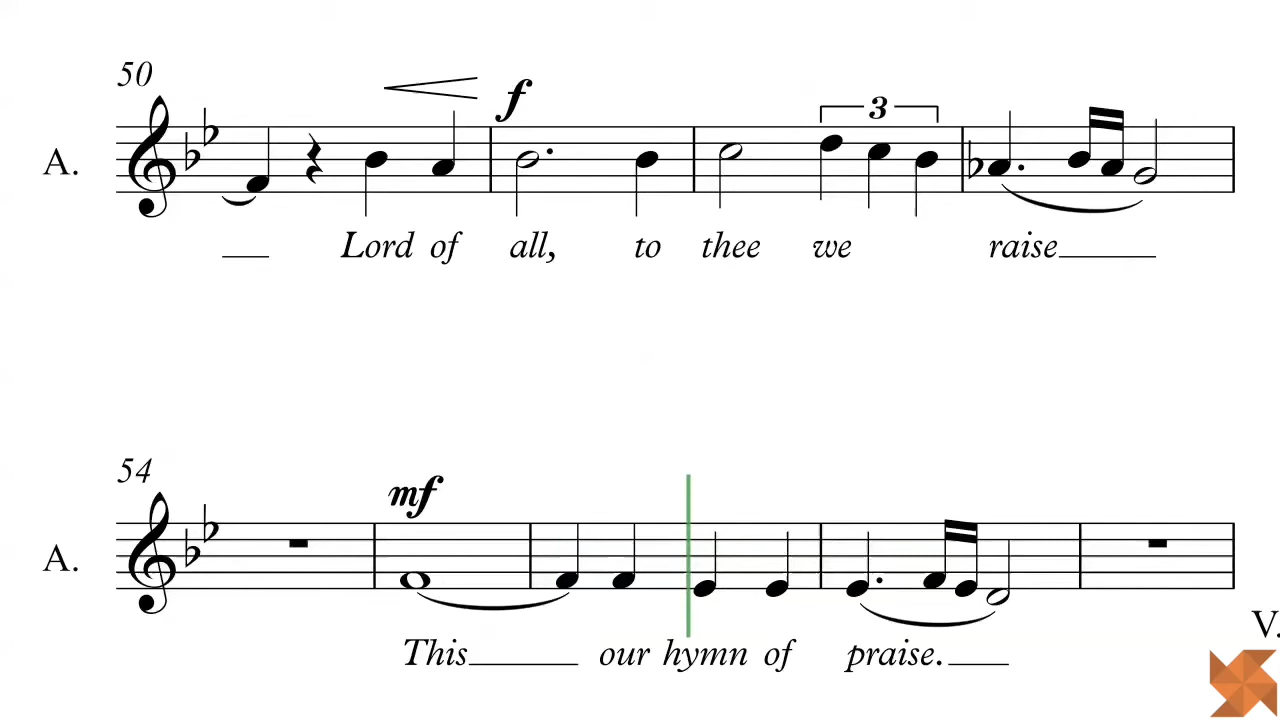 50
f
3
A.
Lord of all, to thee we raise
54
mf
A.
This our hymn of praise.
V.